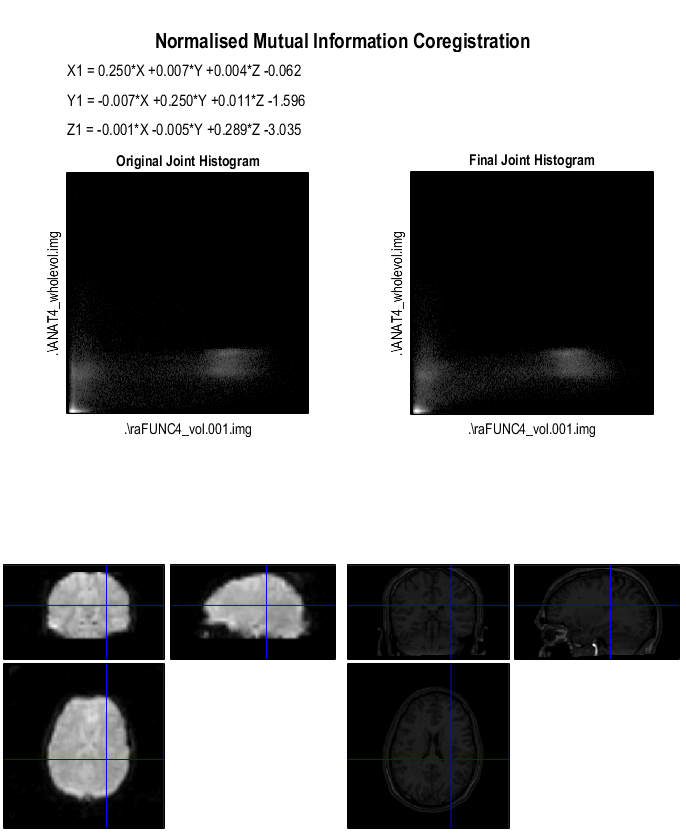 Normalised Mutual Information Coregistration
X1 = 0.250*X +0.007*Y +0.004*Z -0.062
Y1 = -0.007*X +0.250*Y +0.011*Z -1.596
Z1 = -0.001*X -0.005*Y +0.289*Z -3.035
Original Joint Histogram
Final Joint Histogram
.\ANAT4_wholevol.img
.\ANAT4_wholevol.img
.\raFUNC4_vol.001.img
.\raFUNC4_vol.001.img